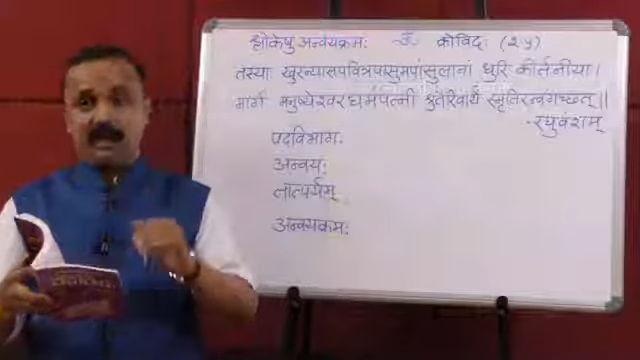 श्लोकेषु अन्वयक्रमः ॐ कोविदः (२५)
तस्या खुरन्यासपवित्रपांसुमपांसुलानां धुरि कीर्तनीया।
मार्गं मनुष्येश्वरधर्मपत्नी श्रुतेरिवार्थं स्मृतिरन्वगच्छत्॥
-रघुवंशम्
पदविभागः
अन्वयः
तात्पर्यम्
अन्वयक्रमः